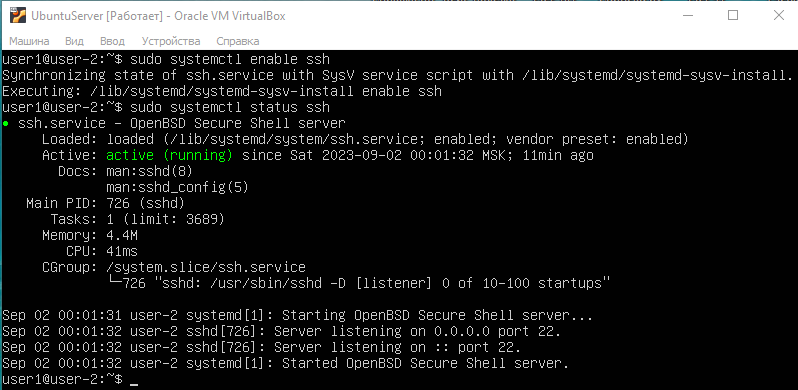 UbuntuServer [Работает] - Oracle VM VirtualBox
Машина Вид Ввод Устройства Справка
user1@user-2:~$ sudo systemctl enable ssh
Synchronizing state of ssh.service with SysV service script with /lib/systemd/systemd-sysv-install.
Executing: /lib/systemd/systemd-sysv-install enable ssh
user1@user-2:~$ sudo systemctl status ssh
● ssh.service - OpenBSD Secure Shell server
Loaded: loaded (/lib/systemd/system/ssh.service; enabled; vendor preset: enabled)
Active: active (running) since Sat 2023-09-02 00:01:32 MSK; 11min ago
Docs: man:sshd(8)
man:sshd_config(5)
Main PID: 726 (sshd)
Tasks: 1 (limit: 3689)
Memory: 4.4M
CPU: 41ms
CGroup: /system.slice/ssh.service
└─726 "sshd: /usr/sbin/sshd -D [listener] 0 of 10-100 startups"
Sep 02 00:01:31 user-2 systemd[1]: Starting OpenBSD Secure Shell server...
Sep 02 00:01:32 user-2 sshd[726]: Server listening on 0.0.0.0 port 22.
Sep 02 00:01:32 user-2 sshd[726]: Server listening on :: port 22.
Sep 02 00:01:32 user-2 systemd[1]: Started OpenBSD Secure Shell server.
user1@user-2:~$ _